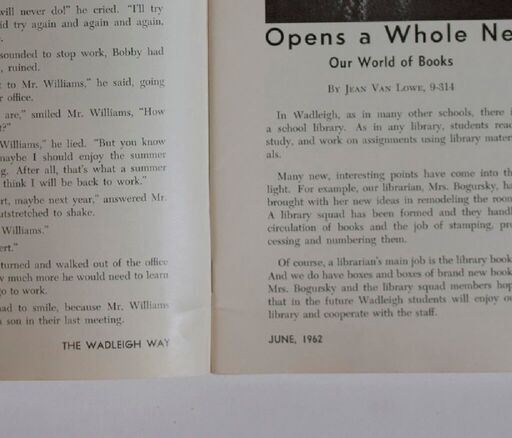 will never do!" he cried. "I'll try
try again and again and again,
sounded to stop work, Bobby had
, ruined.
to Mr. Williams," he said, going
office.
are," smiled Mr. Williams, "How
?"
Williams," he lied. "But you know
maybe I should enjoy the summer
After all, that's what a summer
think I will be back to work."
maybe next year," answered Mr.
outstretched to shake.
Williams."
turned and walked out of the office
much more he would need to learn
go to work.
had to smile, because Mr. Williams
son in their last meeting.
THE WADLEIGH WAY
Opens a Whole Ne
Our World of Books
BY JEAN VAN LOWE, 9-314
In Wadleigh, as in many other schools, there i
a school library. As in any library, students read
study, and work on assignments using library mater
als.
Many new, interesting points have come into th
light. For example, our librarian, Mrs. Bogursky, ha
brought with her new ideas in remodeling the room
A library squad has been formed and they handl
circulation of books and the job of stamping, pro
cessing and numbering them.
Of course, a librarian's main job is the library book
And we do have boxes and boxes of brand new book
Mrs. Bogursky and the library squad members hop
that in the future Wadleigh students will enjoy ou
library and cooperate with the staff.
JUNE, 1962